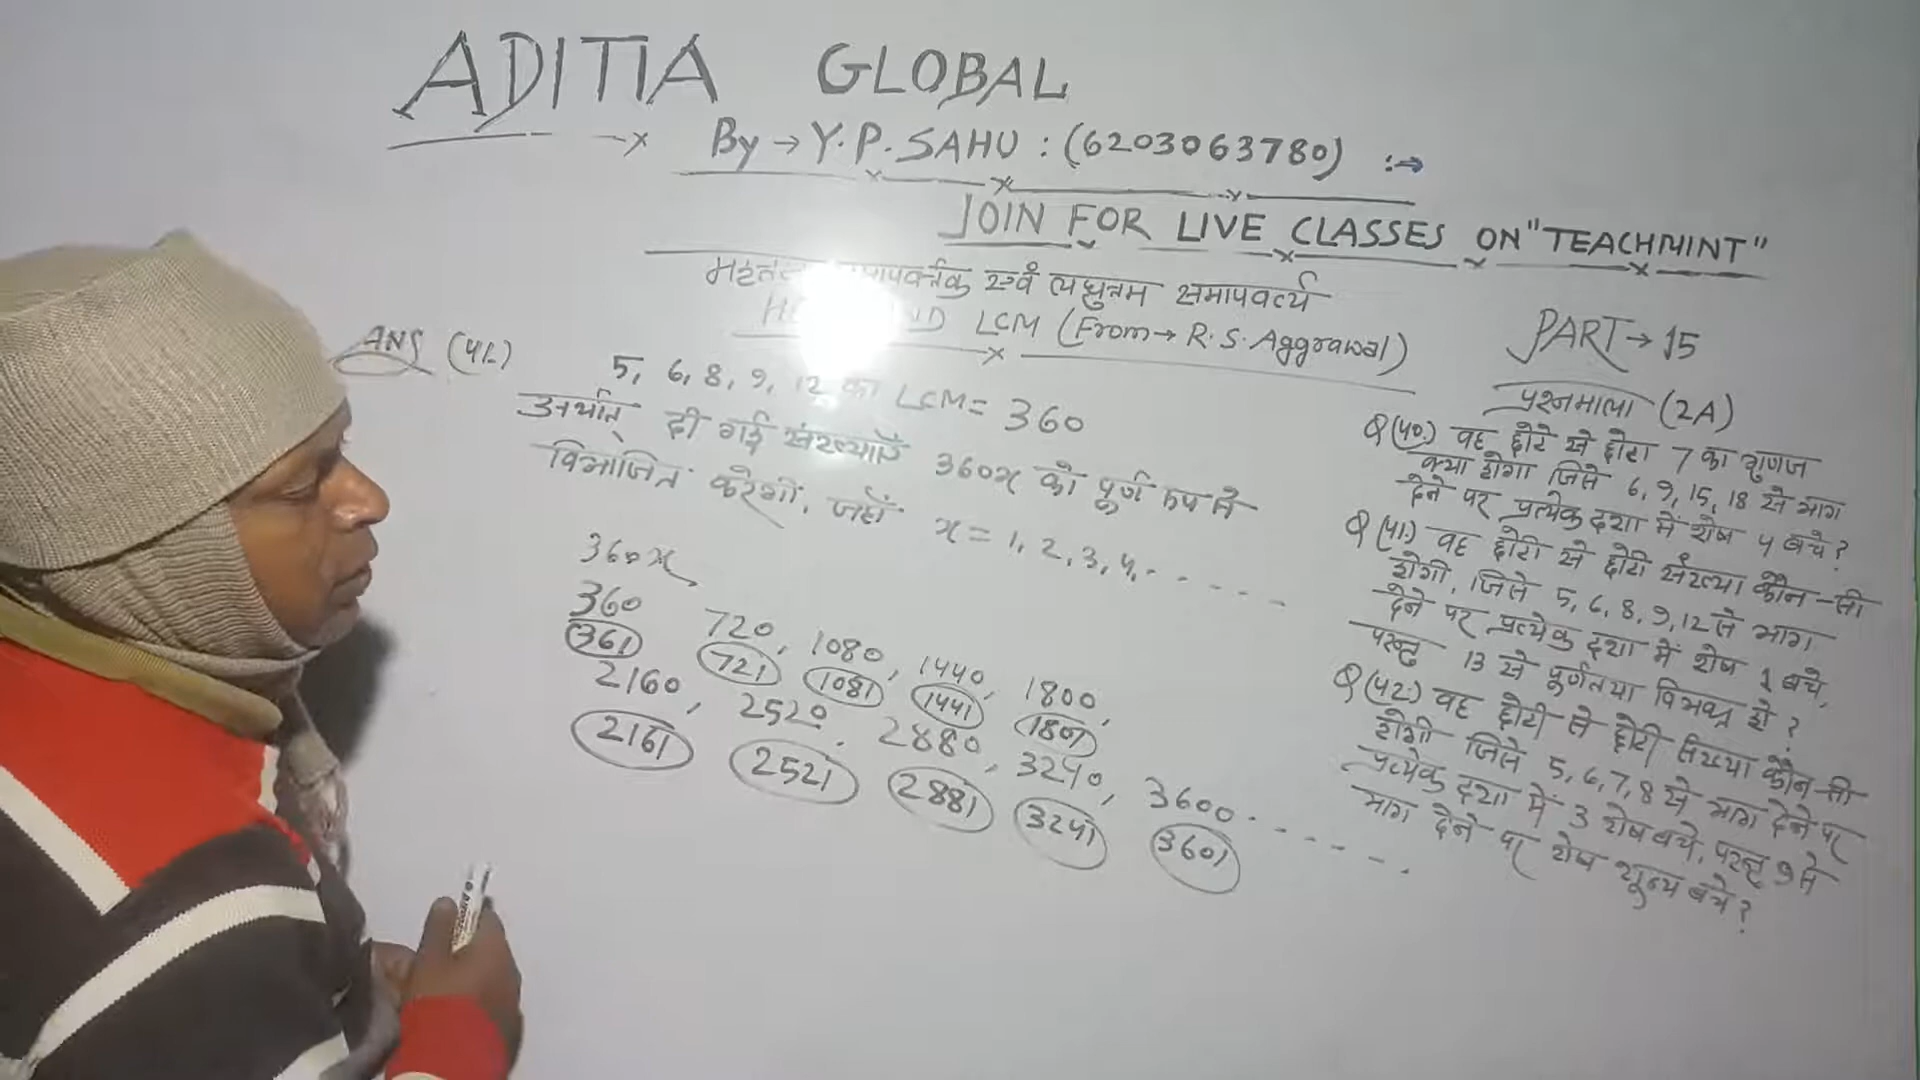 ADITIA GLOBAL
By → Y.P. SAHU : (6203063780) :⇒
JOIN FOR LIVE CLASSES ON "TEACHMINT"
समापवर्त्तक एवं लघुत्तम समापवर्त्य
LCM (From → R.S. Aggrawal)
PART → 15
प्रश्नमाला (2A)
ANS (41.)
5, 6, 8, 9, 12 का LCM = 360
अर्थात् दी गई संख्याएँ 360x को पूर्ण रूप से
विभाजित करेगी, जहाँ x = 1, 2, 3, 4, - - - - - -
360x,
360 720, 1080, 1440, 1800,
361 721 1081 1441 1801
2160, 2520, 2880, 3240, 3600 - - - - - - .
2161 2521 2881 3241 3601
Q (40.) वह छोटे से छोटा 7 का गुणज
क्या होगा जिसे 6, 9, 15, 18 से भाग
देने पर प्रत्येक दशा में शेष 4 बचे?
Q (41.) वह छोटी से छोटी संख्या कौन-सी
होगी, जिसे 5, 6, 8, 9, 12 से भाग
देने पर प्रत्येक दशा में शेष 1 बचे,
परन्तु 13 से पूर्णतया विभक्त हो?
Q (42.) वह छोटी से छोटी संख्या कौन-सी
होगी जिसे 5, 6, 7, 8 से भाग देने पर
प्रत्येक दशा में 3 शेष बचे, परन्तु 9 से
भाग देने पर शेष शून्य बचे?